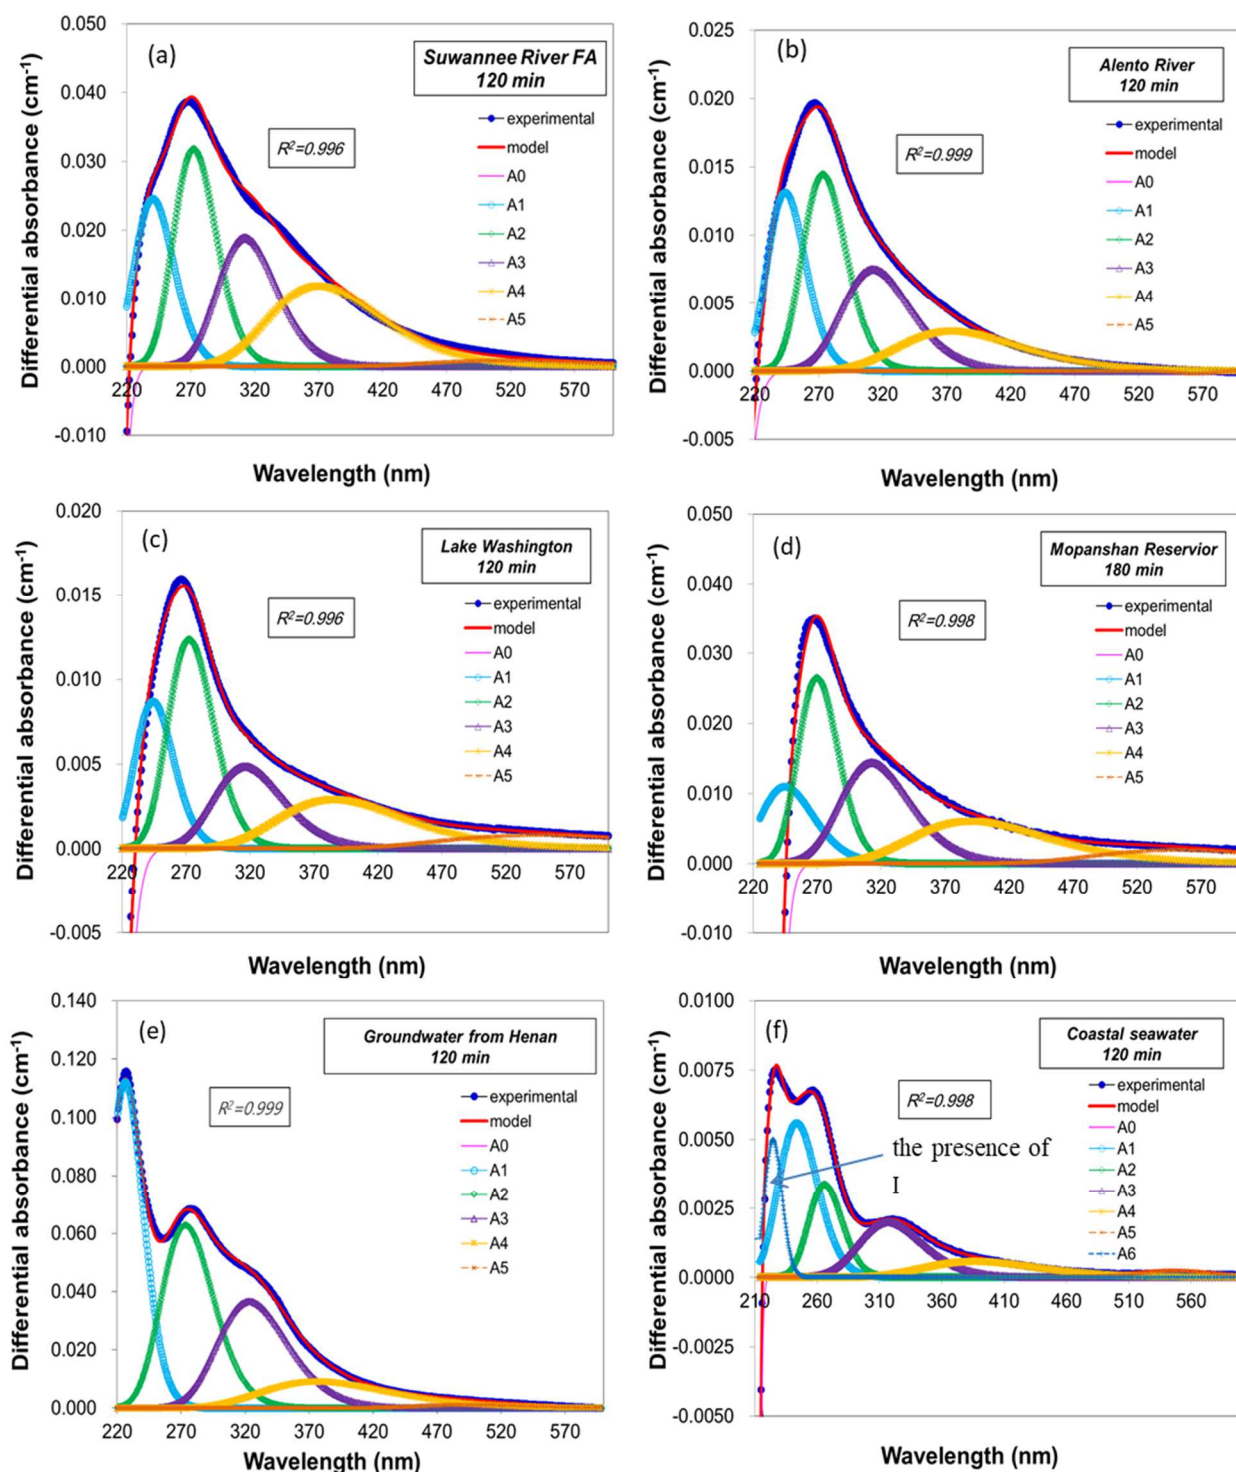 (a)
Suwannee River FA
120 min
R²=0.996
experimental
model
A0
A1
A2
A3
A4
A5
0.050
0.040
0.030
0.020
0.010
0.000
-0.010
220 270 320 370 420 470 520 570
Differential absorbance (cm⁻¹)
Wavelength (nm)
(b)
Alento River
120 min
R²=0.999
experimental
model
A0
A1
A2
A3
A4
A5
0.025
0.020
0.015
0.010
0.005
0.000
-0.005
220 270 320 370 420 470 520 570
Differential absorbance (cm⁻¹)
Wavelength (nm)
(c)
Lake Washington
120 min
R²=0.996
experimental
model
A0
A1
A2
A3
A4
A5
0.020
0.015
0.010
0.005
0.000
-0.005
220 270 320 370 420 470 520 570
Differential absorbance (cm⁻¹)
Wavelength (nm)
(d)
Mopanshan Reservior
180 min
R²=0.998
experimental
model
A0
A1
A2
A3
A4
A5
0.050
0.040
0.030
0.020
0.010
0.000
-0.010
220 270 320 370 420 470 520 570
Differential absorbance (cm⁻¹)
Wavelength (nm)
(e)
Groundwater from Henan
120 min
R²=0.999
experimental
model
A0
A1
A2
A3
A4
A5
0.140
0.120
0.100
0.080
0.060
0.040
0.020
0.000
220 270 320 370 420 470 520 570
Differential absorbance (cm⁻¹)
Wavelength (nm)
(f)
Coastal seawater
120 min
R²=0.998
experimental
model
A0
A1
A2
A3
A4
A5
A6
the presence of
I
0.0100
0.0075
0.0050
0.0025
0.0000
-0.0025
-0.0050
210 260 310 360 410 460 510 560
Differential absorbance (cm⁻¹)
Wavelength (nm)